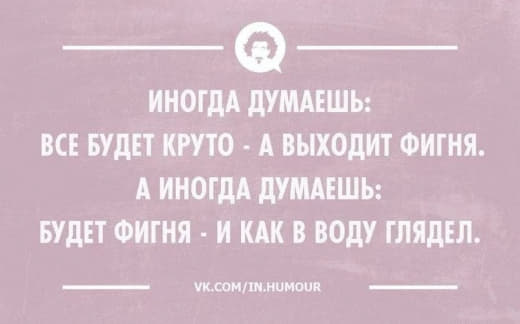 ИНОГДА ДУМАЕШЬ:
ВСЕ БУДЕТ КРУТО - А ВЫХОДИТ ФИГНЯ.
А ИНОГДА ДУМАЕШЬ:
БУДЕТ ФИГНЯ - И КАК В ВОДУ ГЛЯДЕЛ.
VK.COM/IN.HUMOUR